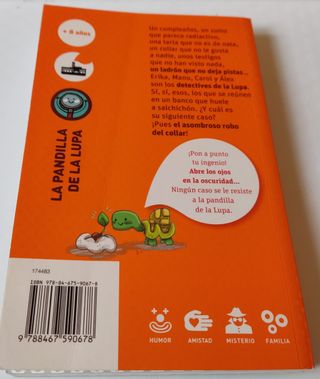 + 8 años
LA PANDILLA
DE LA LUPA
Un cumpleaños, un como
que parece radiactivo,
una tarta que no es de nata,
un collar que no le gusta
a nadie, unos testigos
que no han visto nada,
un ladrón que no deja pistas...
Erika, Manu, Carol y Álex
son los detectives de la Lupa.
Sí, sí, esos, los que se reúnen
en un banco que huele
a salchichón. ¿Y cuál es
su siguiente caso?
¡Pues el asombroso robo
del collar!
¡Pon a punto
tu ingenio!
Abre los ojos
en la oscuridad...
Ningún caso se le resiste
a la pandilla
de la Lupa.
174483
ISBN 978-84-675-9067-8
9 788467 590678
HUMOR
AMISTAD
MISTERIO
FAMILIA